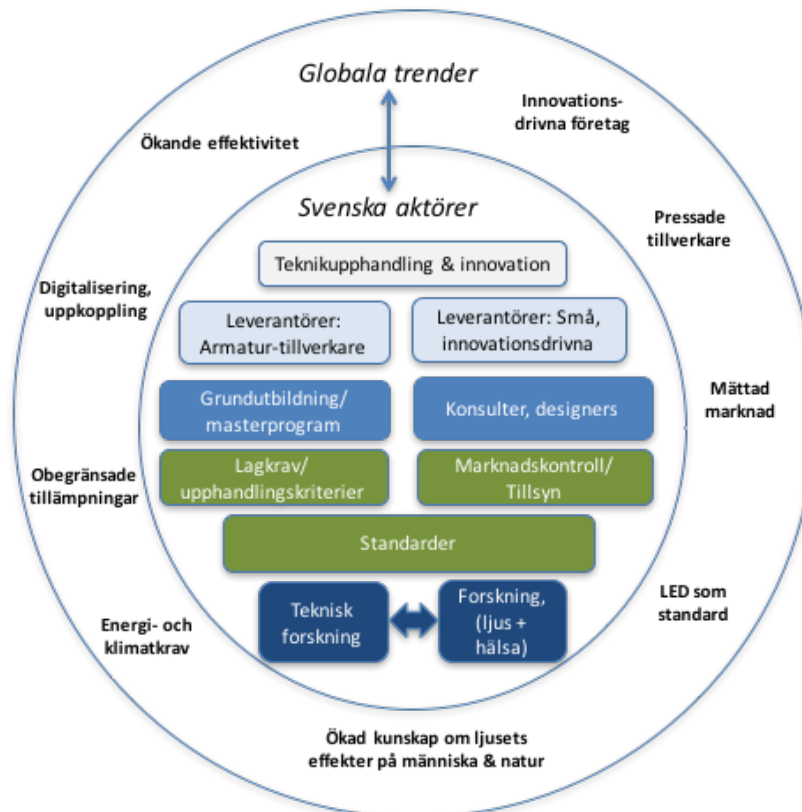 Globala trender
Innovations-
drivna företag
Ökande effektivitet
Svenska aktörer
Pressade
tillverkare
Teknikupphandling & innovation
Digitalisering,
uppkoppling
Leverantörer:
Armatur-tillverkare
Leverantörer: Små,
innovationsdrivna
Grundutbildning/
masterprogram
Konsulter, designers
Mättad
marknad
Obegränsade
tillämpningar
Lagkrav/
upphandlingskriterier
Marknadskontroll/
Tillsyn
Standarder
LED som
standard
Energi- och
klimatkrav
Teknisk
forskning
Forskning,
(ljus +
hälsa)
Ökad kunskap om ljusets
effekter på människa & natur